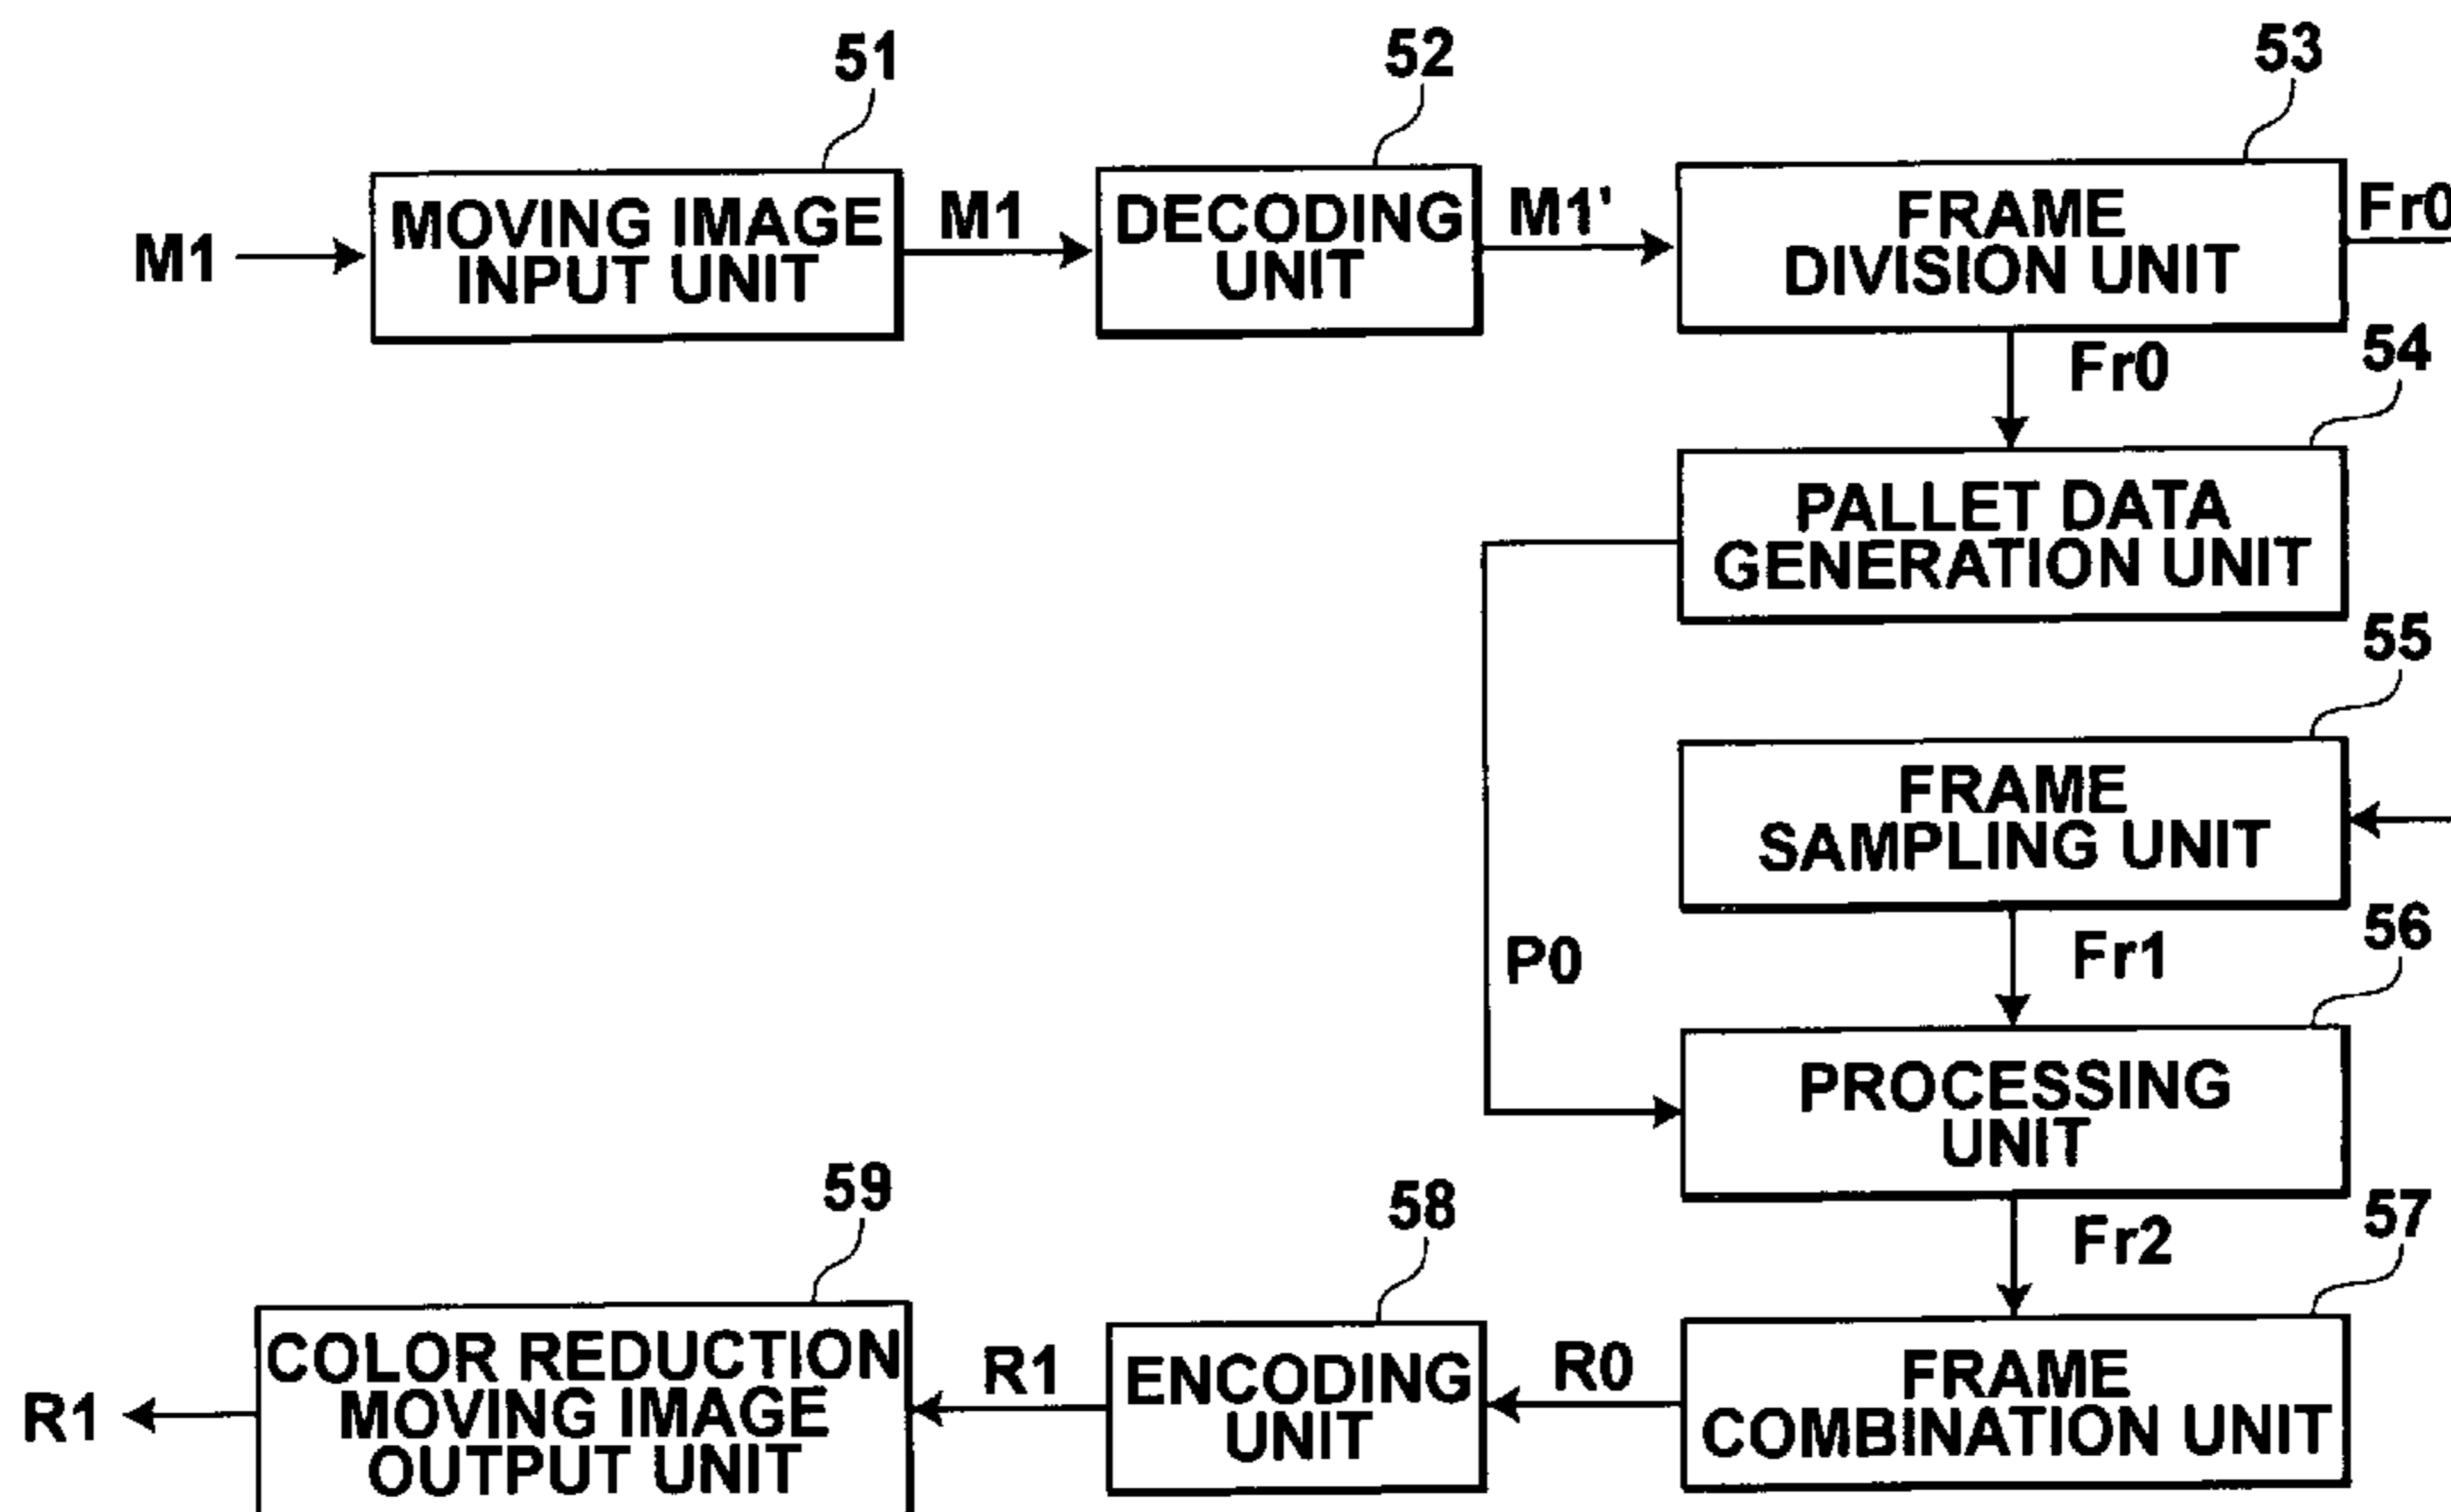 51
52
53
M1
MOVING IMAGE
INPUT UNIT
M1
DECODING
UNIT
M1'
FRAME
DIVISION UNIT
Fr0
Fr0
54
PALLET DATA
GENERATION UNIT
55
FRAME
SAMPLING UNIT
P0
Fr1
56
PROCESSING
UNIT
Fr2
57
59
58
R1
COLOR REDUCTION
MOVING IMAGE
OUTPUT UNIT
R1
ENCODING
UNIT
R0
FRAME
COMBINATION UNIT